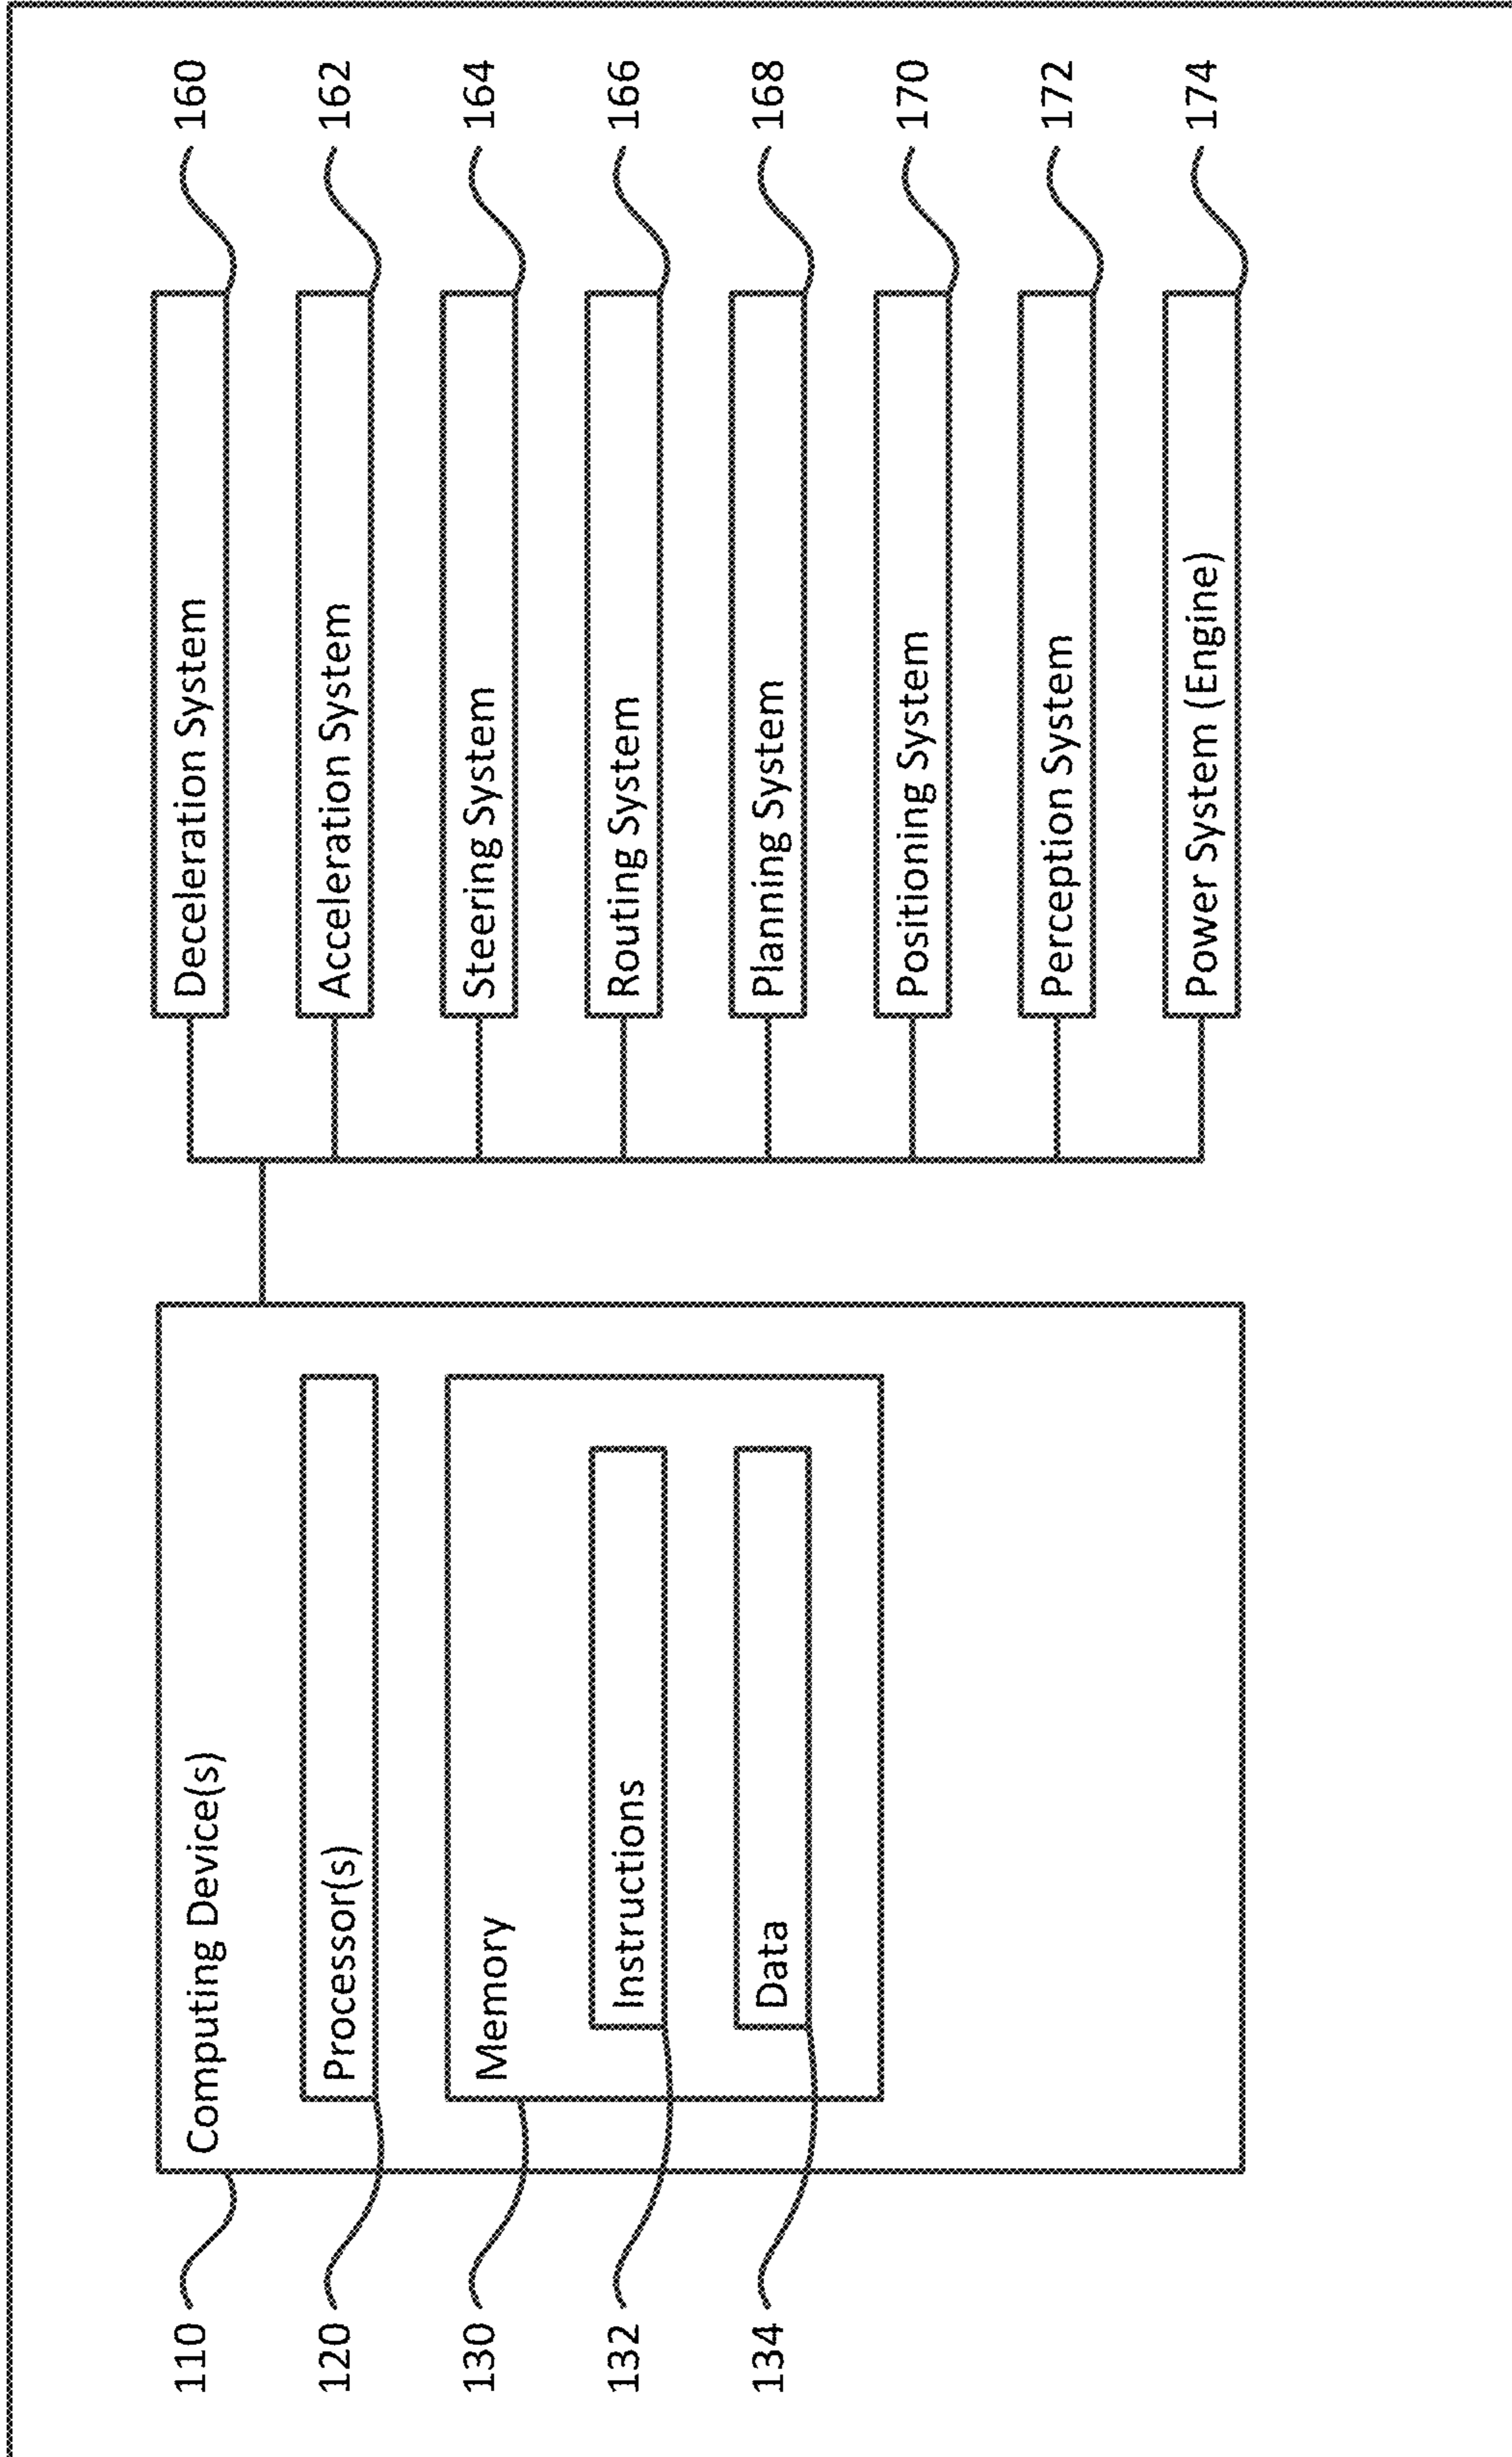 Computing Device(s)
110
Processor(s)
120
Memory
130
Instructions
132
Data
134
Deceleration System
160
Acceleration System
162
Steering System
164
Routing System
166
Planning System
168
Positioning System
170
Perception System
172
Power System (Engine)
174